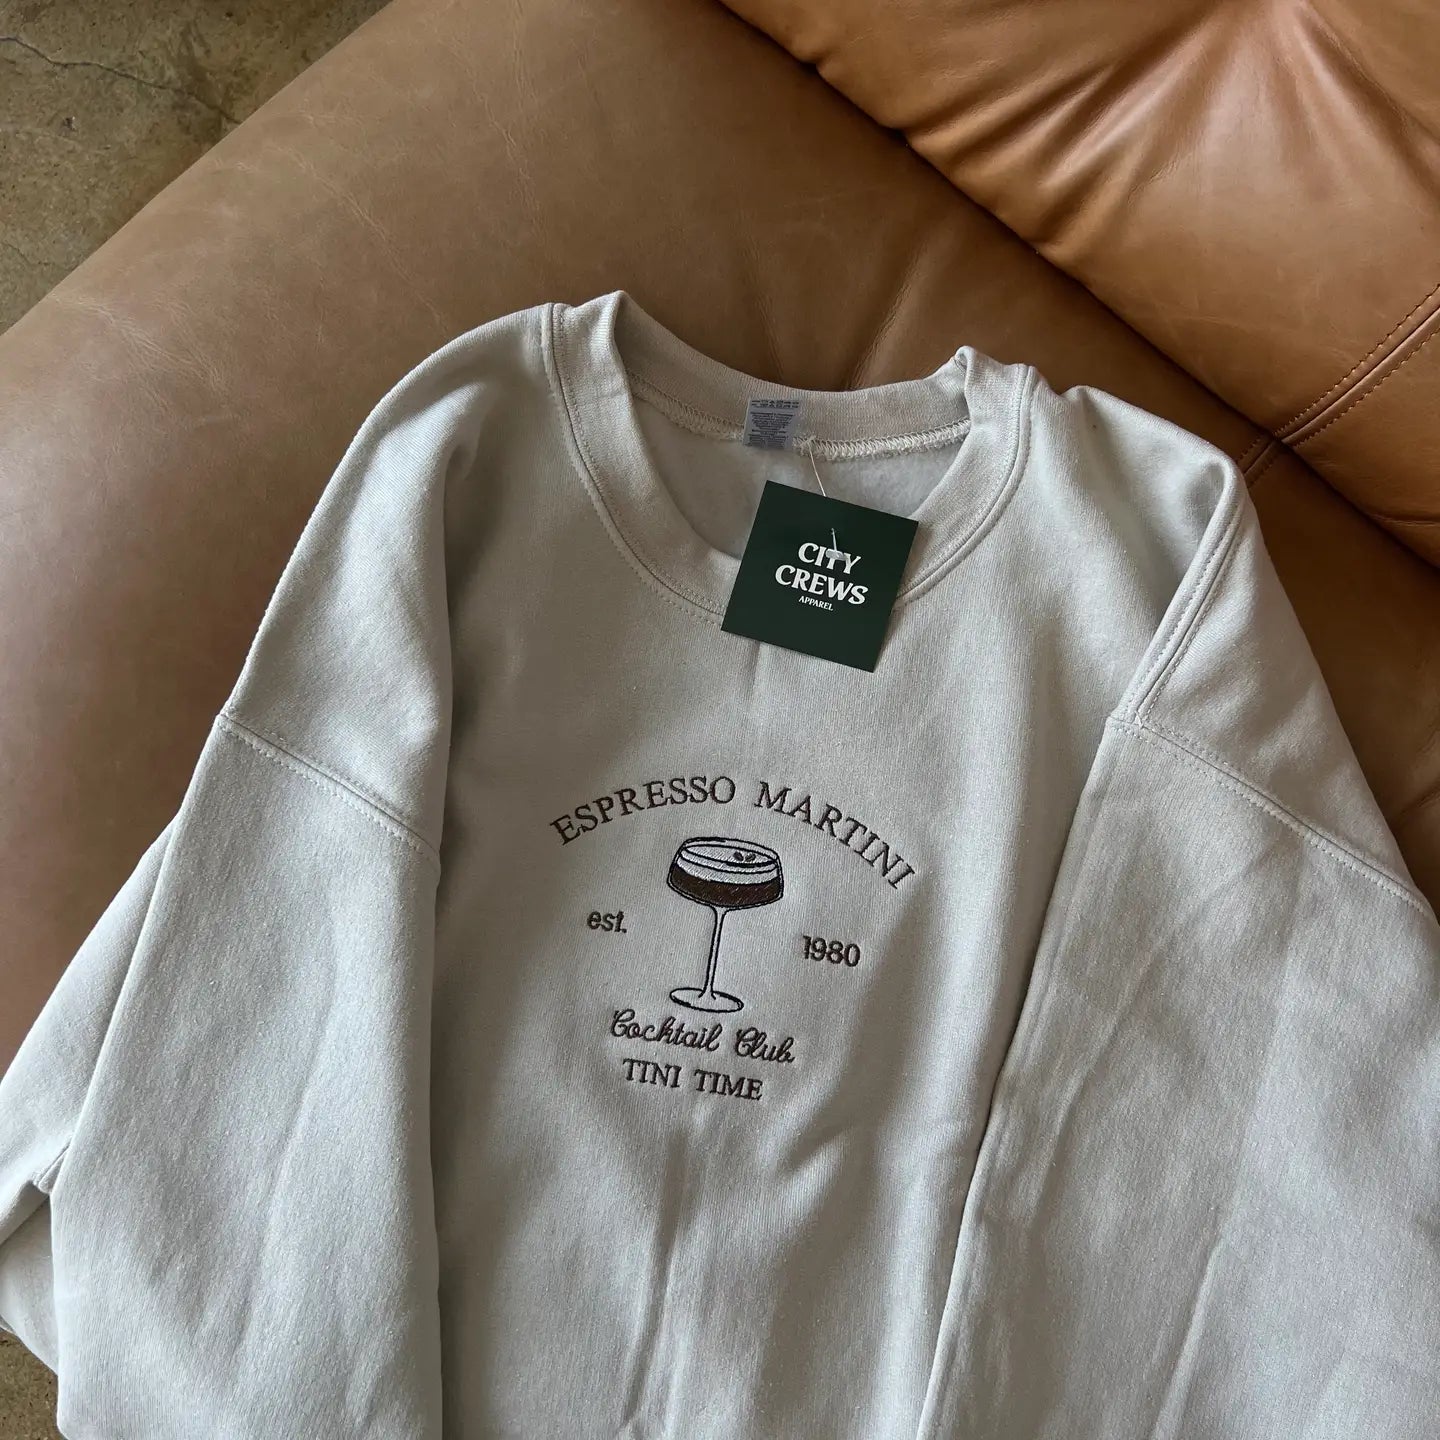 CITY
CREWS
APPAREL
ESPRESSO MARTINI
est. 1980
Cocktail Club
TINI TIME